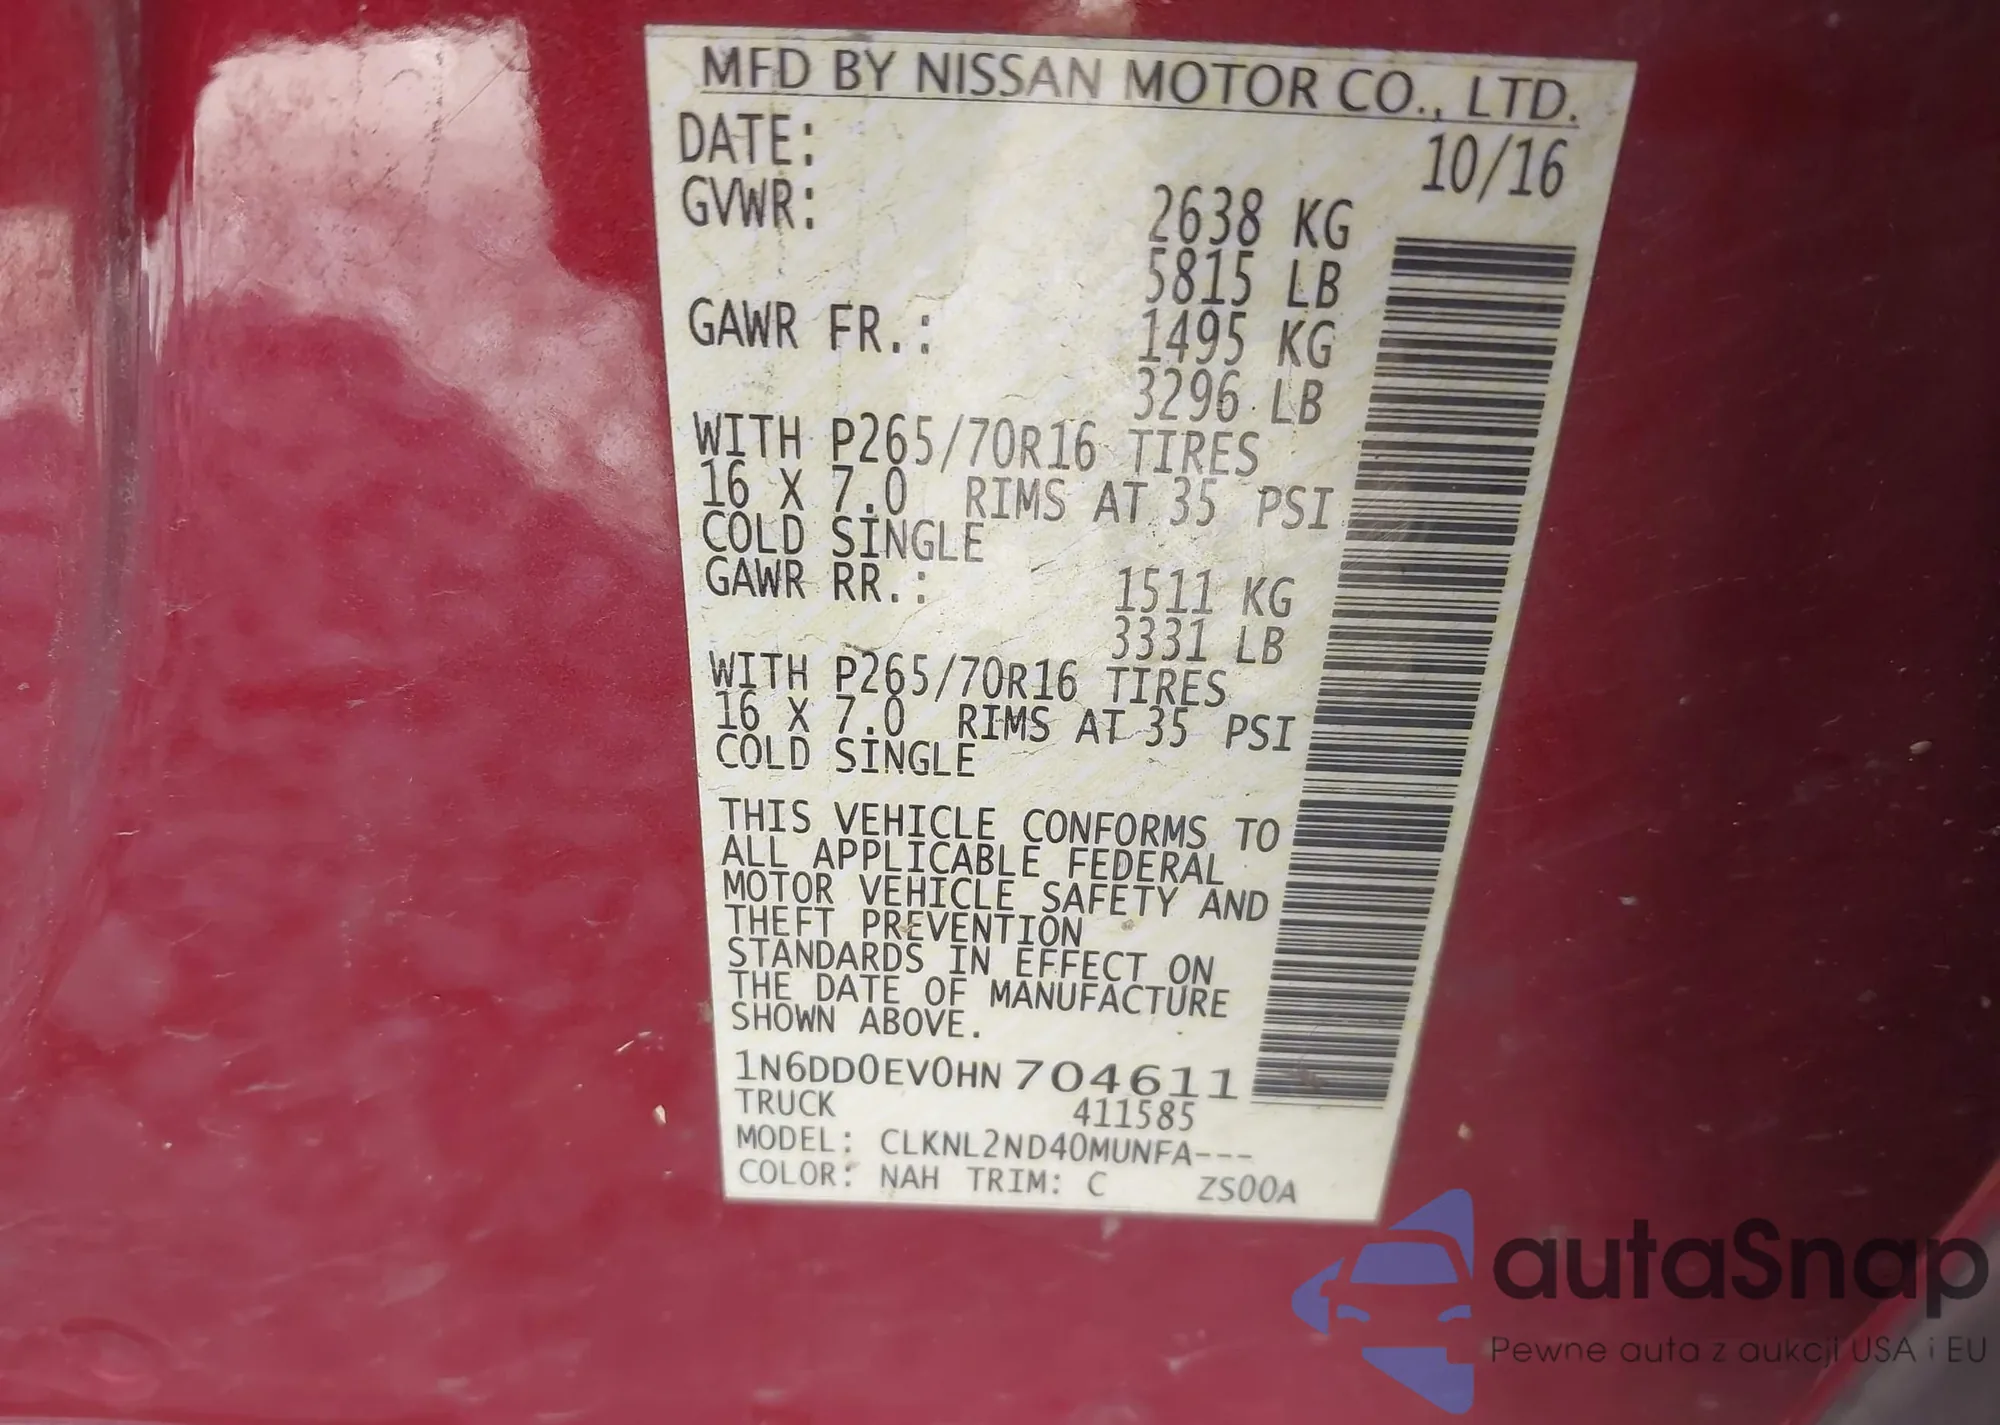 MFD BY NISSAN MOTOR CO., LTD.
DATE: 10/16
GVWR: 2638 KG
5815 LB
GAWR FR.: 1495 KG
3296 LB
WITH P265/70R16 TIRES
16 X 7.0 RIMS AT 35 PSI
COLD SINGLE
GAWR RR.: 1511 KG
3331 LB
WITH P265/70R16 TIRES
16 X 7.0 RIMS AT 35 PSI
COLD SINGLE
THIS VEHICLE CONFORMS TO
ALL APPLICABLE FEDERAL
MOTOR VEHICLE SAFETY AND
THEFT PREVENTION
STANDARDS IN EFFECT ON
THE DATE OF MANUFACTURE
SHOWN ABOVE.
1N6DD0EV0HN704611
TRUCK 411585
MODEL: CLKNL2ND40MUNFA---
COLOR: NAH TRIM: C ZS00A
autaSnap
Pewne auta z aukcji USA i EU